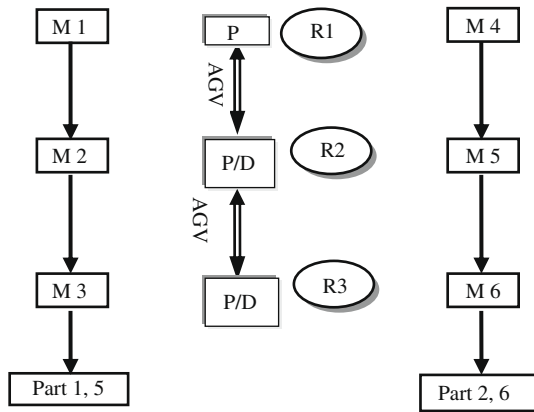 M 1
P
R1
M 4
AGV
M 2
P/D
R2
M 5
AGV
M 3
P/D
R3
M 6
Part 1, 5
Part 2, 6